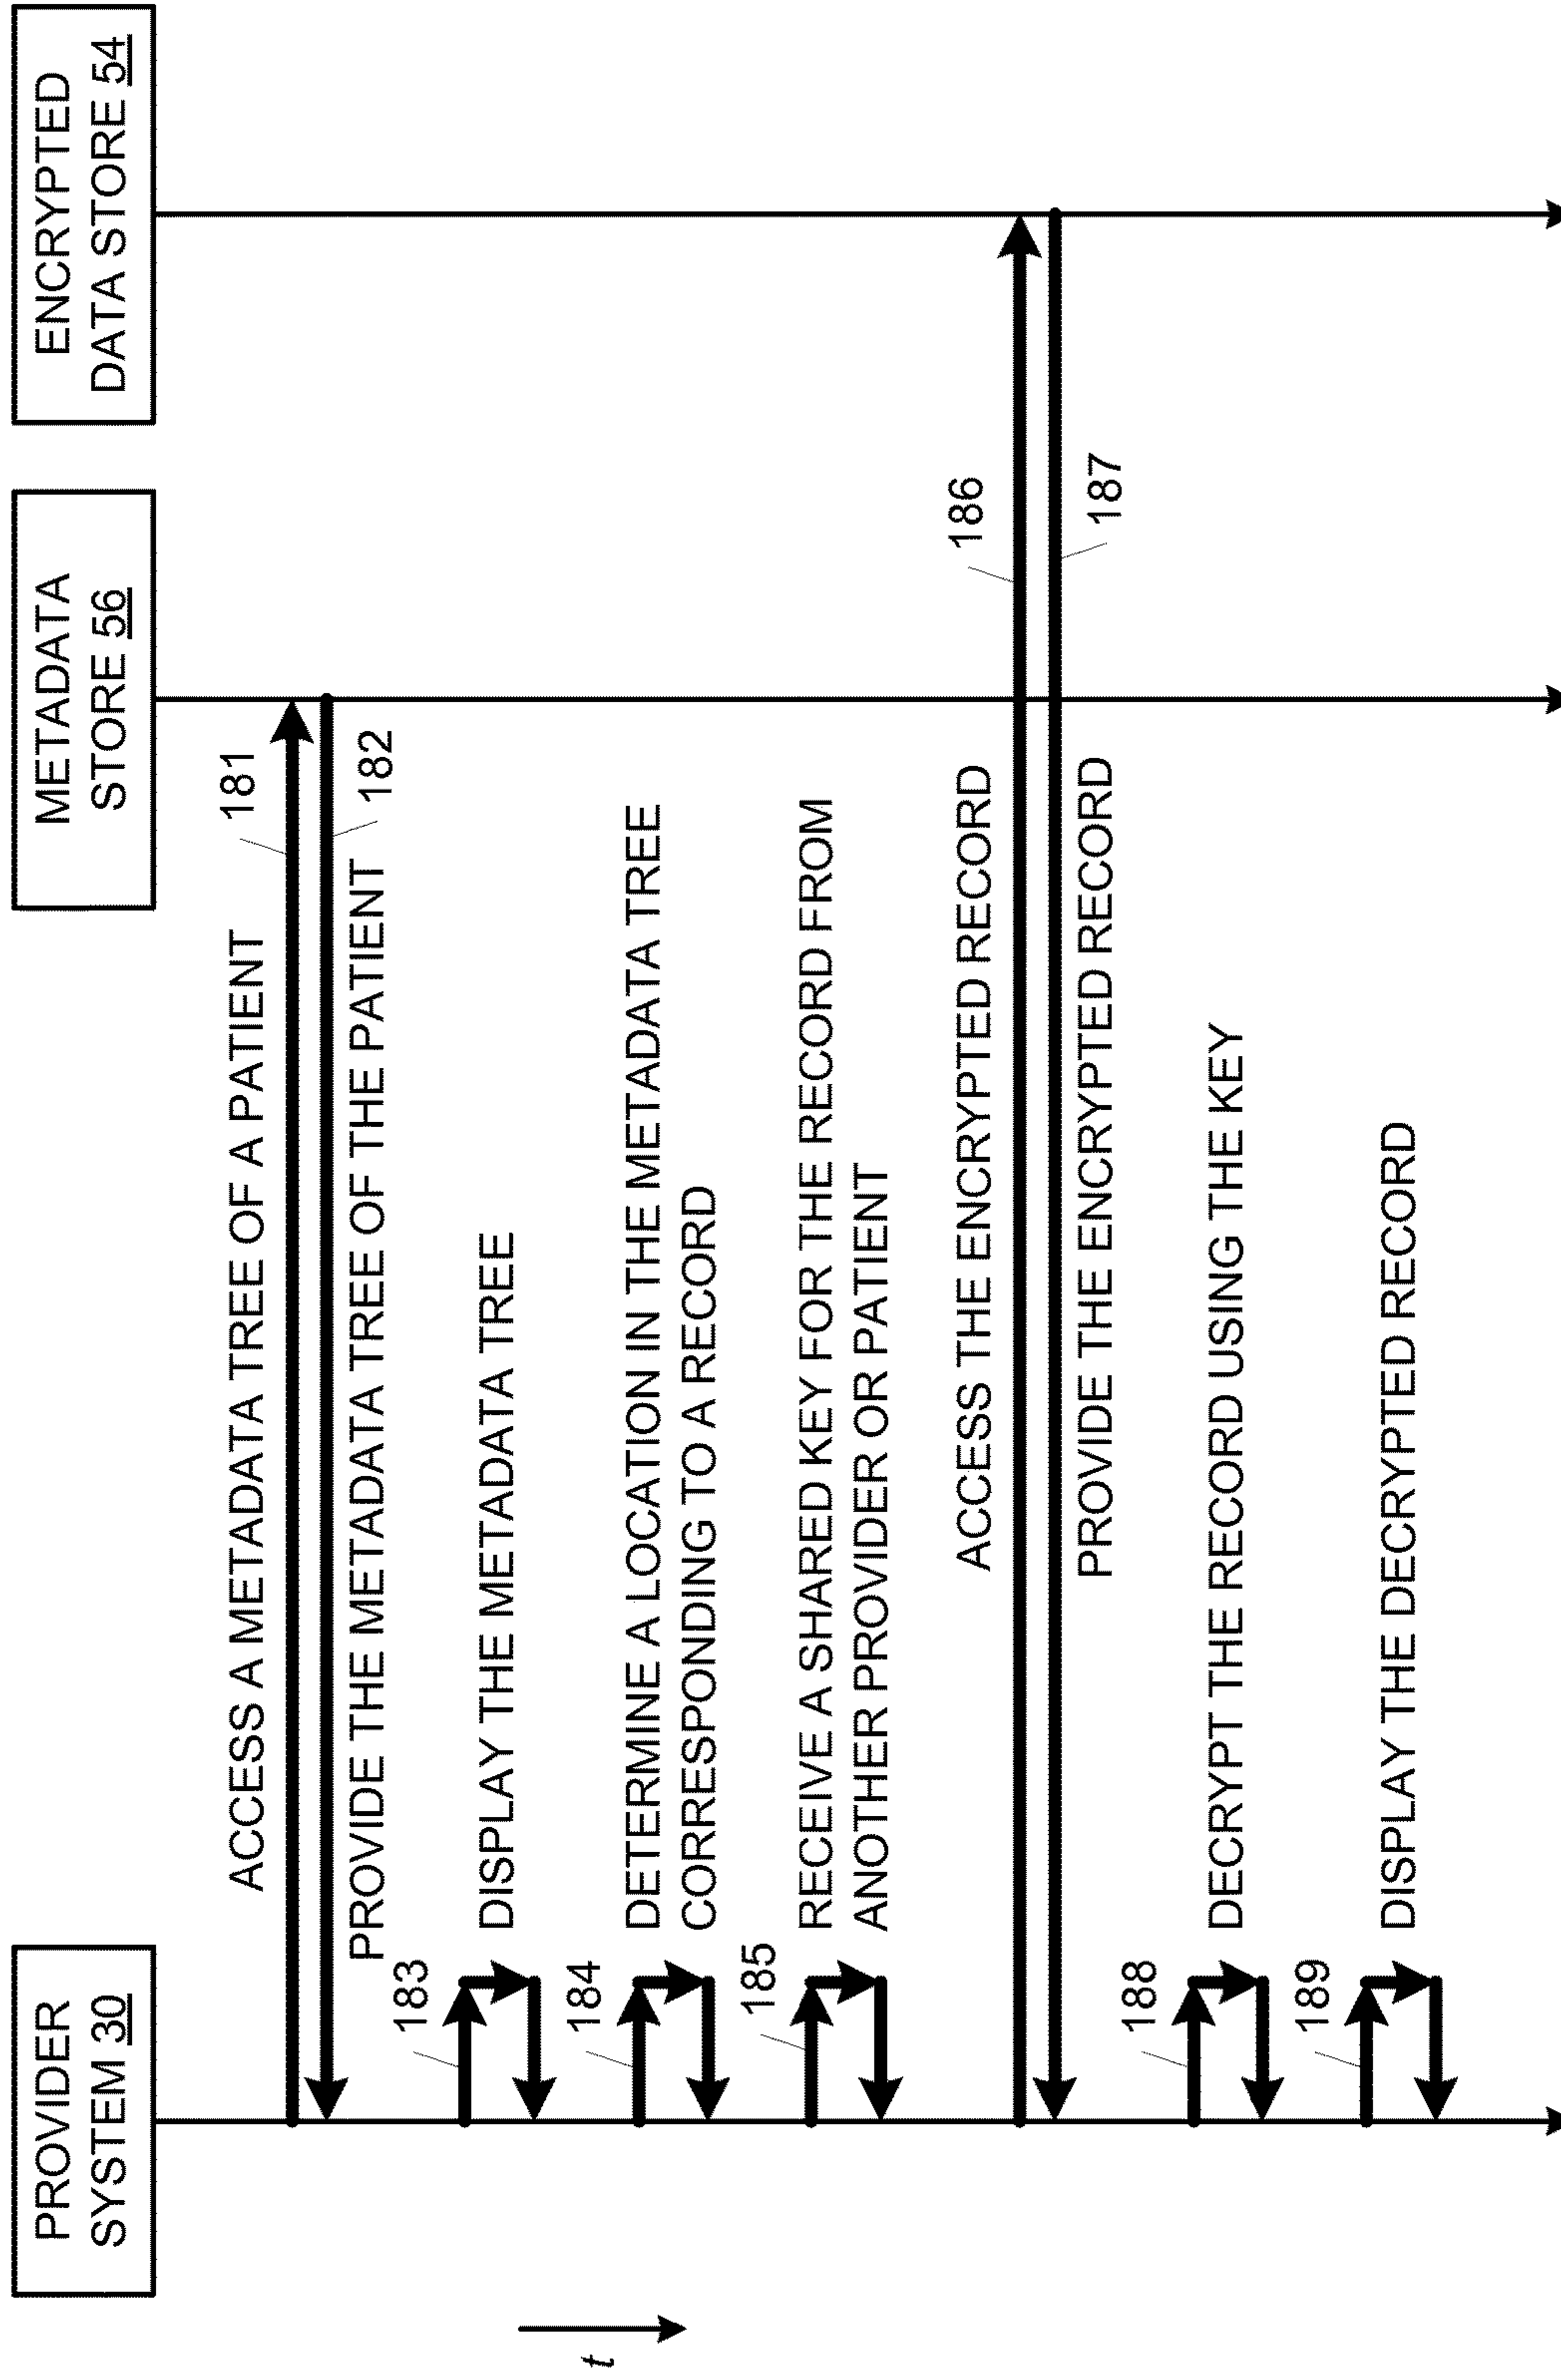 PROVIDER
SYSTEM 30
METADATA
STORE 56
ENCRYPTED
DATA STORE 54
t
ACCESS A METADATA TREE OF A PATIENT
181
182
PROVIDE THE METADATA TREE OF THE PATIENT
183
DISPLAY THE METADATA TREE
184
DETERMINE A LOCATION IN THE METADATA TREE
CORRESPONDING TO A RECORD
185
RECEIVE A SHARED KEY FOR THE RECORD FROM
ANOTHER PROVIDER OR PATIENT
ACCESS THE ENCRYPTED RECORD
186
187
PROVIDE THE ENCRYPTED RECORD
188
DECRYPT THE RECORD USING THE KEY
189
DISPLAY THE DECRYPTED RECORD